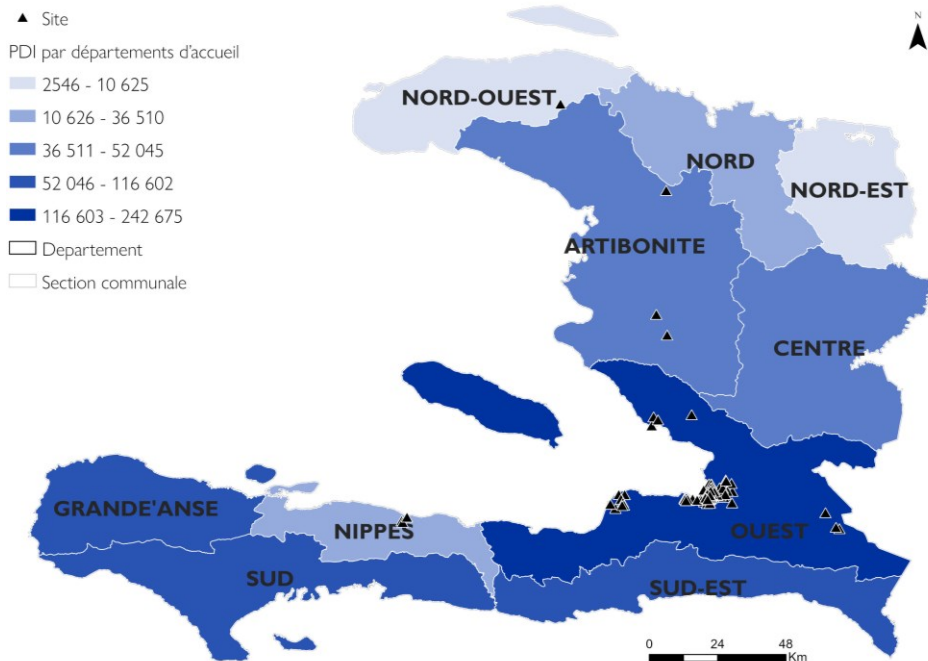 Site
PDI par départements d'accueil
2546 - 10 625
10 626 - 36 510
36 511 - 52 045
52 046 - 116 602
116 603 - 242 675
Departement
Section communale
N
NORD-OUEST
NORD
NORD-EST
ARTIBONITE
CENTRE
GRANDE'ANSE
NIPPES
OUEST
SUD
SUD-EST
0 24 48
Km